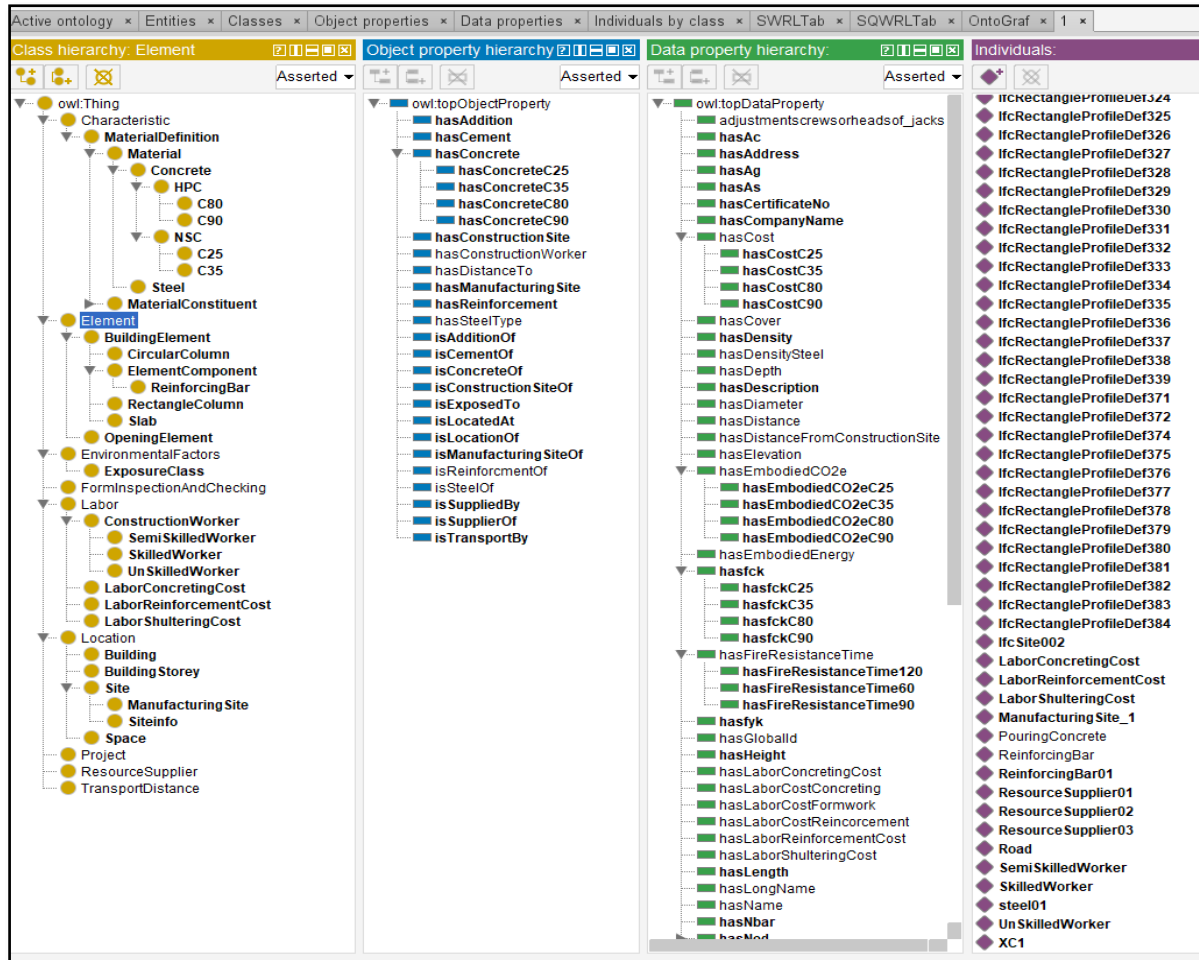 Active ontology × Entities × Classes × Object properties × Data properties × Individuals by class × SWRLTab × SQWRLTab × OntoGraf × 1 ×
Class hierarchy: Element
Asserted
owl:Thing
Characteristic
MaterialDefinition
Material
Concrete
HPC
C80
C90
NSC
C25
C35
Steel
MaterialConstituent
Element
BuildingElement
CircularColumn
ElementComponent
ReinforcingBar
RectangleColumn
Slab
OpeningElement
EnvironmentalFactors
ExposureClass
FormInspectionAndChecking
Labor
ConstructionWorker
SemiSkilledWorker
SkilledWorker
UnSkilledWorker
LaborConcretingCost
LaborReinforcementCost
LaborShulteringCost
Location
Building
BuildingStorey
Site
ManufacturingSite
Siteinfo
Space
Project
ResourceSupplier
TransportDistance
Object property hierarchy
Asserted
owl:topObjectProperty
hasAddition
hasCement
hasConcrete
hasConcreteC25
hasConcreteC35
hasConcreteC80
hasConcreteC90
hasConstructionSite
hasConstructionWorker
hasDistanceTo
hasManufacturingSite
hasReinforcement
hasSteelType
isAdditionOf
isCementOf
isConcreteOf
isConstructionSiteOf
isExposedTo
isLocatedAt
isLocationOf
isManufacturingSiteOf
isReinforcmentOf
isSteelOf
isSuppliedBy
isSupplierOf
isTransportBy
Data property hierarchy:
Asserted
owl:topDataProperty
adjustmentscrewsorheadsof_jacks
hasAc
hasAddress
hasAg
hasAs
hasCertificateNo
hasCompanyName
hasCost
hasCostC25
hasCostC35
hasCostC80
hasCostC90
hasCover
hasDensity
hasDensitySteel
hasDepth
hasDescription
hasDiameter
hasDistance
hasDistanceFromConstructionSite
hasElevation
hasEmbodiedCO2e
hasEmbodiedCO2eC25
hasEmbodiedCO2eC35
hasEmbodiedCO2eC80
hasEmbodiedCO2eC90
hasEmbodiedEnergy
hasfck
hasfckC25
hasfckC35
hasfckC80
hasfckC90
hasFireResistanceTime
hasFireResistanceTime120
hasFireResistanceTime60
hasFireResistanceTime90
hasfyk
hasGlobalId
hasHeight
hasLaborConcretingCost
hasLaborCostConcreting
hasLaborCostFormwork
hasLaborCostReincorcement
hasLaborReinforcementCost
hasLaborShulteringCost
hasLength
hasLongName
hasName
hasNbar
hasNed
Individuals:
IfcRectangleProfileDef324
IfcRectangleProfileDef325
IfcRectangleProfileDef326
IfcRectangleProfileDef327
IfcRectangleProfileDef328
IfcRectangleProfileDef329
IfcRectangleProfileDef330
IfcRectangleProfileDef331
IfcRectangleProfileDef332
IfcRectangleProfileDef333
IfcRectangleProfileDef334
IfcRectangleProfileDef335
IfcRectangleProfileDef336
IfcRectangleProfileDef337
IfcRectangleProfileDef338
IfcRectangleProfileDef339
IfcRectangleProfileDef371
IfcRectangleProfileDef372
IfcRectangleProfileDef374
IfcRectangleProfileDef375
IfcRectangleProfileDef376
IfcRectangleProfileDef377
IfcRectangleProfileDef378
IfcRectangleProfileDef379
IfcRectangleProfileDef380
IfcRectangleProfileDef381
IfcRectangleProfileDef382
IfcRectangleProfileDef383
IfcRectangleProfileDef384
IfcSite002
LaborConcretingCost
LaborReinforcementCost
LaborShulteringCost
ManufacturingSite_1
PouringConcrete
ReinforcingBar
ReinforcingBar01
ResourceSupplier01
ResourceSupplier02
ResourceSupplier03
Road
SemiSkilledWorker
SkilledWorker
steel01
UnSkilledWorker
XC1